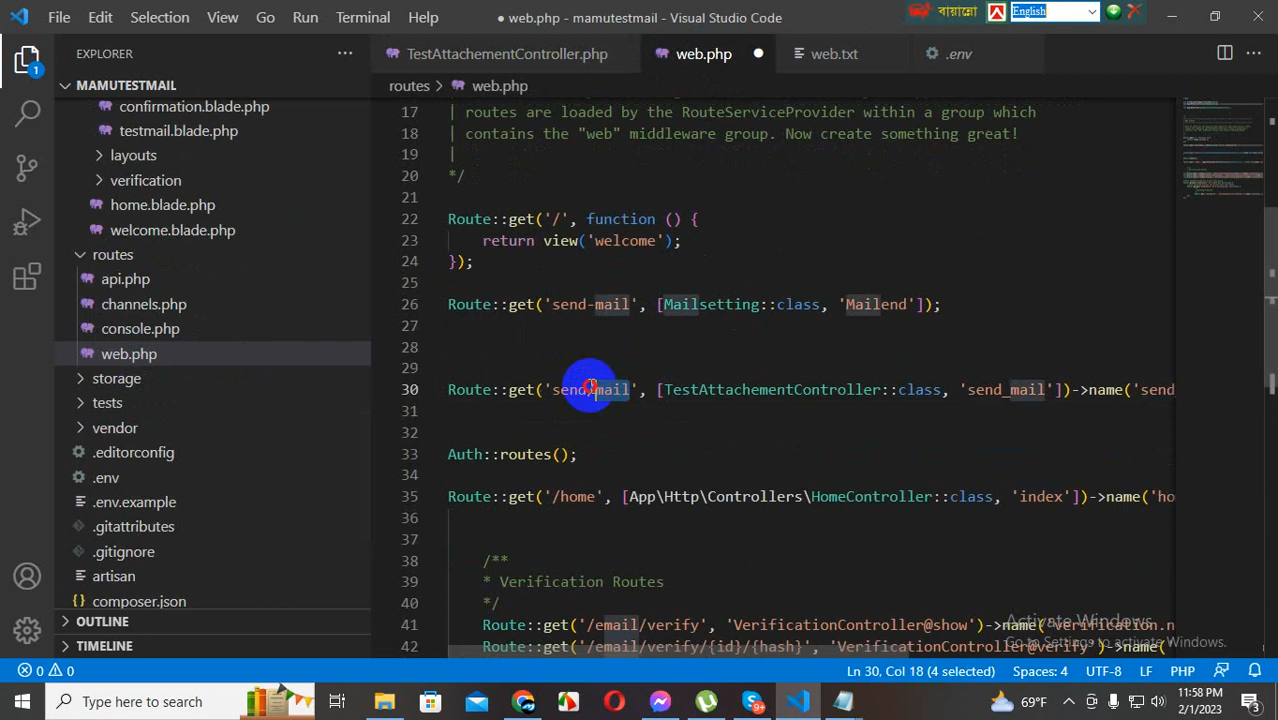 File Edit Selection View Go Run Terminal Help
● web.php - mamutestmail - Visual Studio Code
বায়ান্নো English
EXPLORER
TestAttachementController.php
web.php
web.txt
.env
MAMUTESTMAIL
routes > web.php
confirmation.blade.php
testmail.blade.php
layouts
verification
home.blade.php
welcome.blade.php
routes
api.php
channels.php
console.php
web.php
storage
tests
vendor
.editorconfig
.env
.env.example
.gitattributes
.gitignore
artisan
composer.json
OUTLINE
TIMELINE
1
17 | routes are loaded by the RouteServiceProvider within a group which
18 | contains the "web" middleware group. Now create something great!
19 |
20 */
21
22 Route::get('/', function () {
23 return view('welcome');
24 });
25
26 Route::get('send-mail', [Mailsetting::class, 'Mailend']);
27
28
29
30 Route::get('send/mail', [TestAttachementController::class, 'send_mail'])->name('send
31
32
33 Auth::routes();
34
35 Route::get('/home', [App\Http\Controllers\HomeController::class, 'index'])->name('ho
36
37
38 /**
39 * Verification Routes
40 */
41 Route::get('/email/verify', 'VerificationController@show')->name('verification.n
42 Route::get('/email/verify/{id}/{hash}', 'VerificationController@verify')->name('
Activate Windows
Go to Settings to activate Windows.
0 0
Ln 30, Col 18 (4 selected) Spaces: 4 UTF-8 LF PHP
Type here to search
9+
69°F
11:58 PM
2/1/2023
3